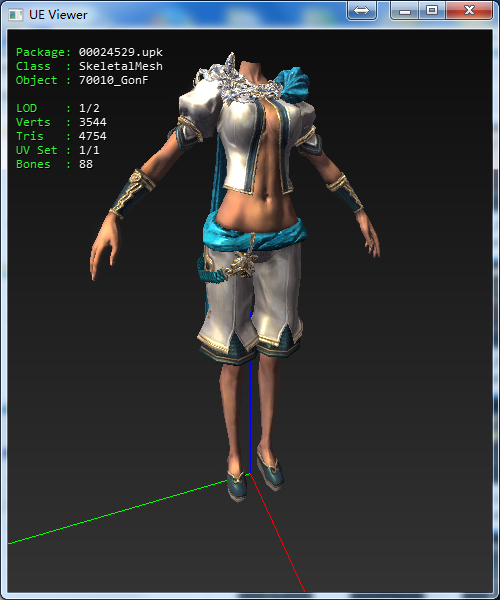 UE Viewer
Package: 00024529.upk
Class : SkeletalMesh
Object : 70010_GonF
LOD : 1/2
Verts : 3544
Tris : 4754
UV Set : 1/1
Bones : 88